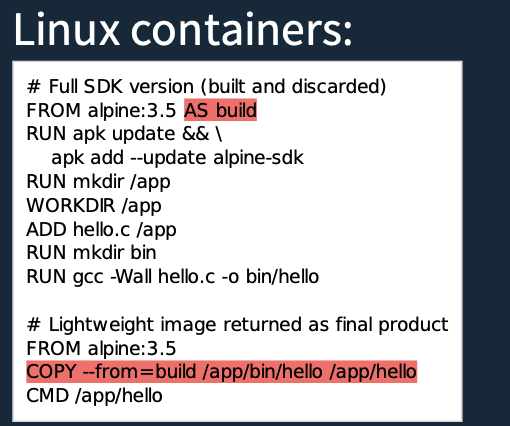 Linux containers:
# Full SDK version (built and discarded)
FROM alpine:3.5 AS build
RUN apk update && \
apk add --update alpine-sdk
RUN mkdir /app
WORKDIR /app
ADD hello.c /app
RUN mkdir bin
RUN gcc -Wall hello.c -o bin/hello
# Lightweight image returned as final product
FROM alpine:3.5
COPY --from=build /app/bin/hello /app/hello
CMD /app/hello